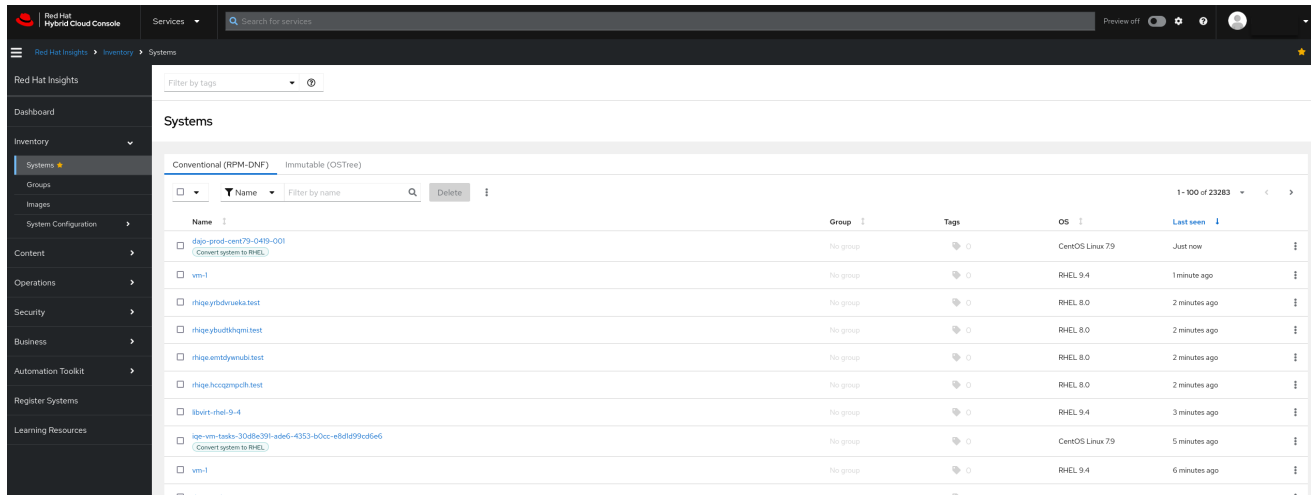 Red Hat
Hybrid Cloud Console
Services
Search for services
Preview off
Red Hat Insights > Inventory > Systems
Red Hat Insights
Dashboard
Inventory
Systems
Groups
Images
System Configuration
Content
Operations
Security
Business
Automation Toolkit
Register Systems
Learning Resources
Filter by tags
Systems
Conventional (RPM-DNF) Immutable (OSTree)
Name Filter by name Delete 1 - 100 of 23283
Name Group Tags OS Last seen
dajo-prod-cent79-0419-001 No group 0 CentOS Linux 7.9 Just now
Convert system to RHEL
vm-1 No group 0 RHEL 9.4 1 minute ago
rhiqe.yrbdvrueka.test No group 0 RHEL 8.0 2 minutes ago
rhiqe.ybudtkhqmi.test No group 0 RHEL 8.0 2 minutes ago
rhiqe.emtdywnubi.test No group 0 RHEL 8.0 2 minutes ago
rhiqe.hccqzmpclh.test No group 0 RHEL 8.0 2 minutes ago
libvirt-rhel-9-4 No group 0 RHEL 9.4 3 minutes ago
iqe-vm-tasks-30d8e391-ade6-4353-b0cc-e8d1d99cd6e6 No group 0 CentOS Linux 7.9 5 minutes ago
Convert system to RHEL
vm-1 No group 0 RHEL 9.4 6 minutes ago